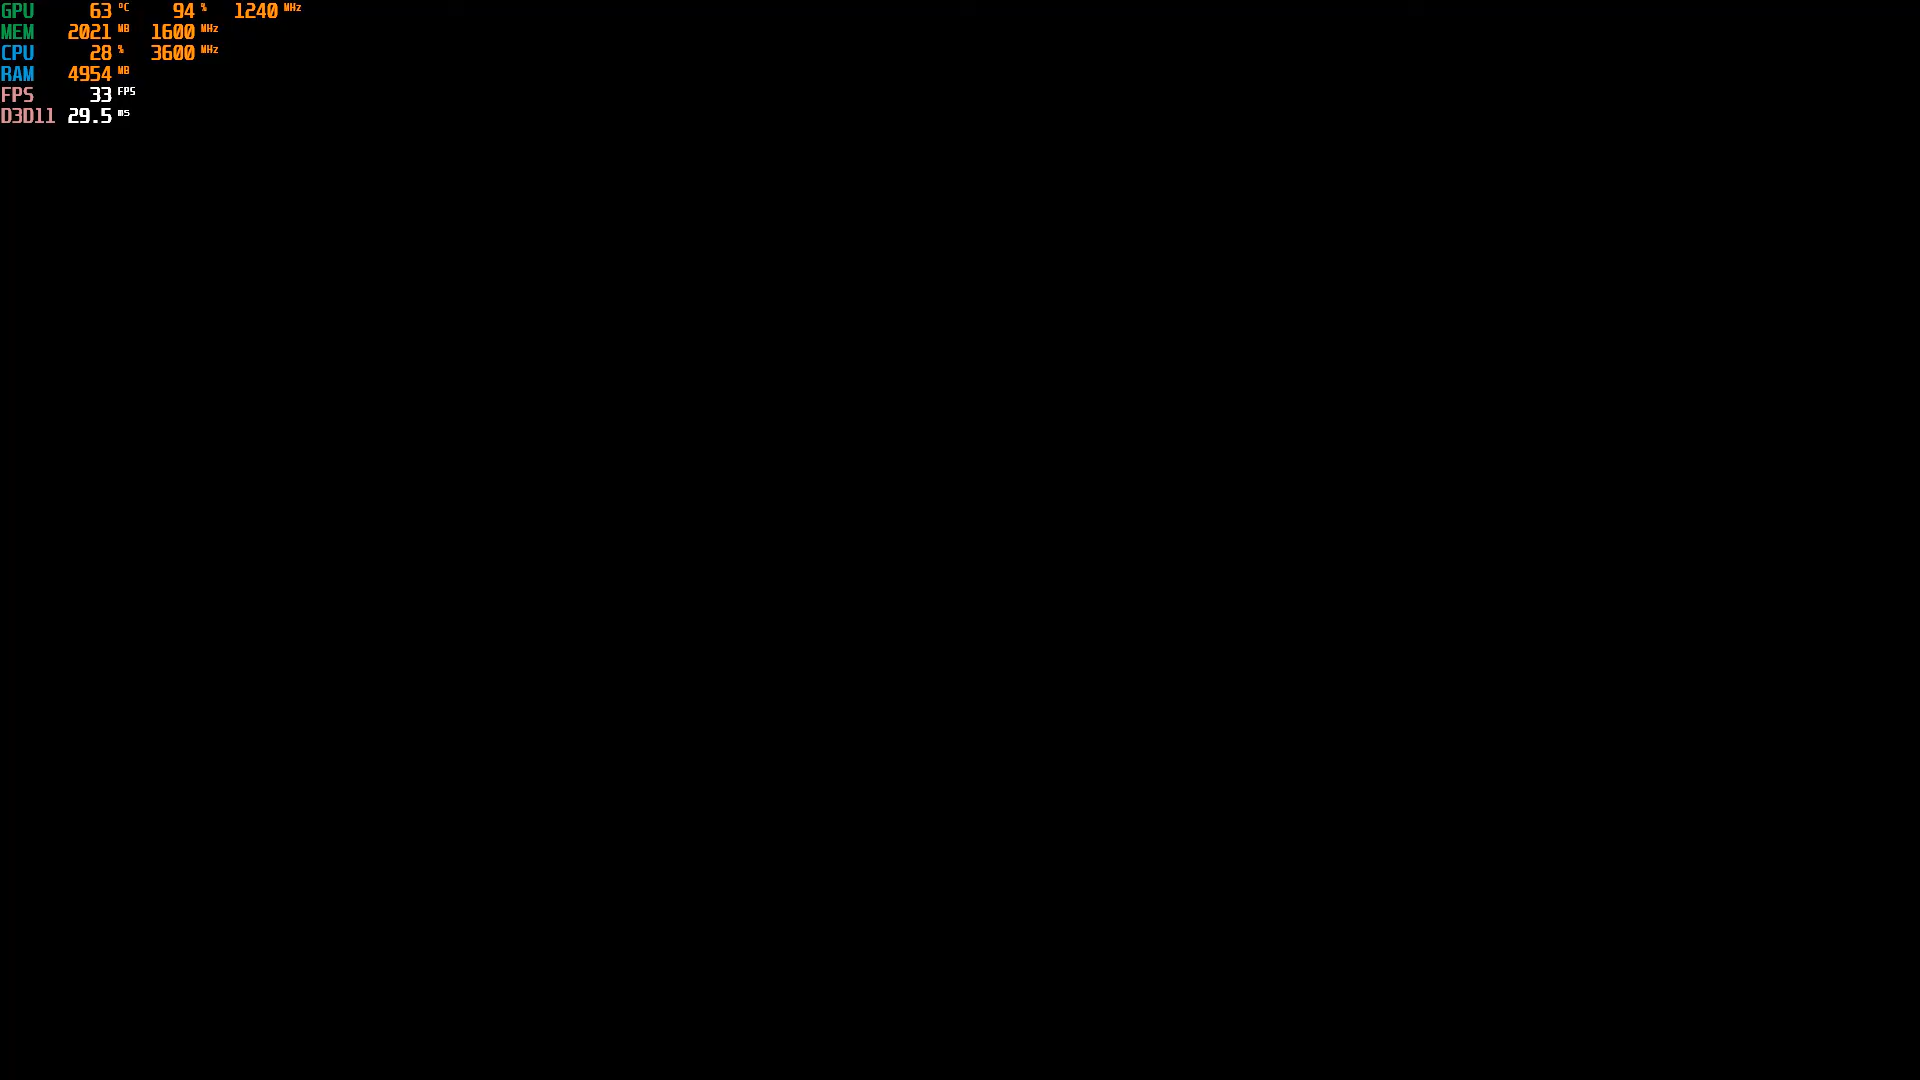 GPU 63 °C 94 % 1240 MHz
MEM 2021 MB 1600 MHz
CPU 28 % 3600 MHz
RAM 4954 MB
FPS 33 FPS
D3D11 29.5 ms